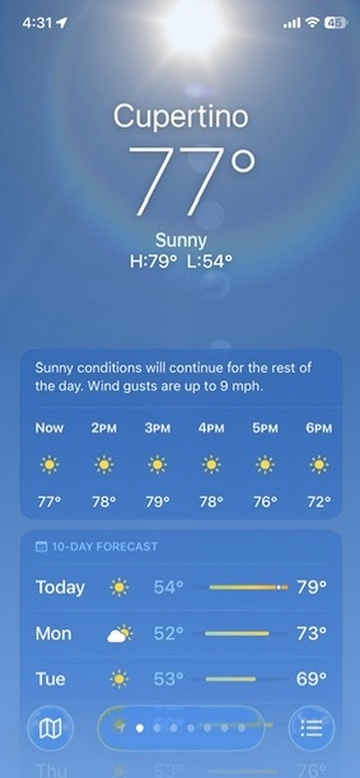 4:31
45
Cupertino
77°
Sunny
H:79° L:54°
Sunny conditions will continue for the rest of
the day. Wind gusts are up to 9 mph.
Now 2PM 3PM 4PM 5PM 6PM
77° 78° 79° 78° 76° 72°
10-DAY FORECAST
Today 54° 79°
Mon 52° 73°
Tue 53° 69°
Thu 53° 75°